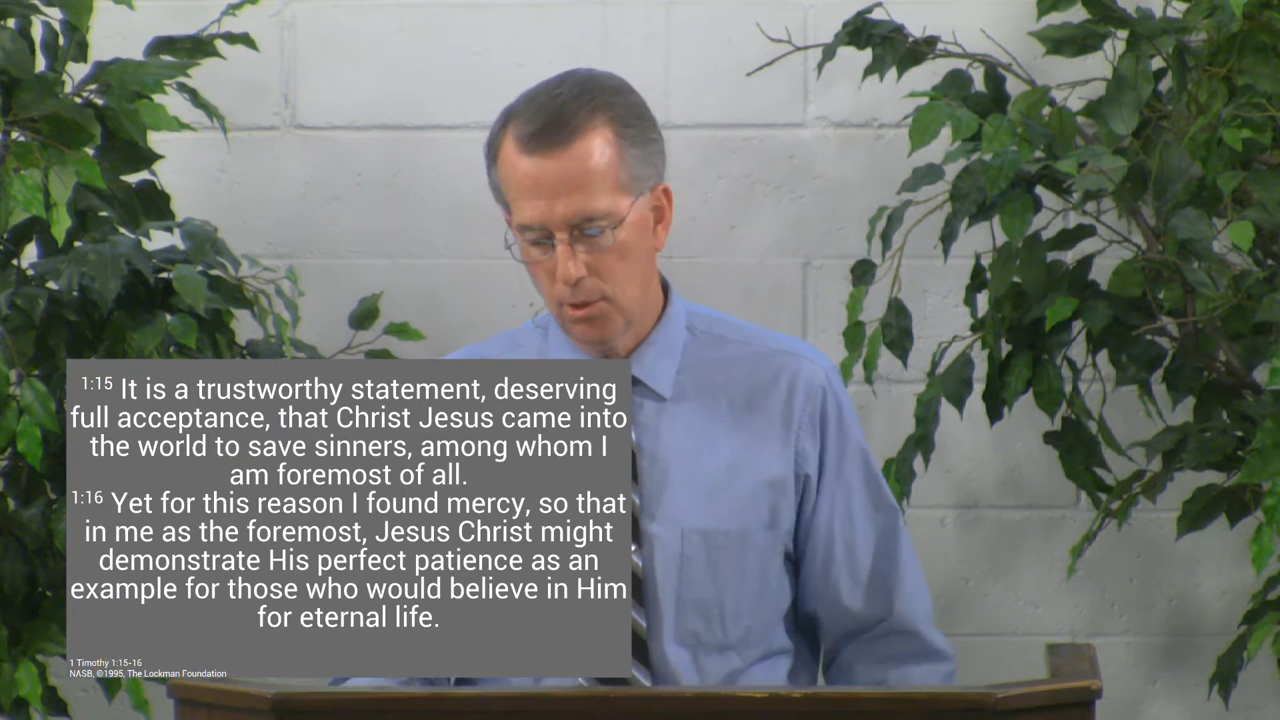 1:15 It is a trustworthy statement, deserving
full acceptance, that Christ Jesus came into
the world to save sinners, among whom I
am foremost of all.
1:16 Yet for this reason I found mercy, so that
in me as the foremost, Jesus Christ might
demonstrate His perfect patience as an
example for those who would believe in Him
for eternal life.
1 Timothy 1:15-16
NASB, ©1995, The Lockman Foundation